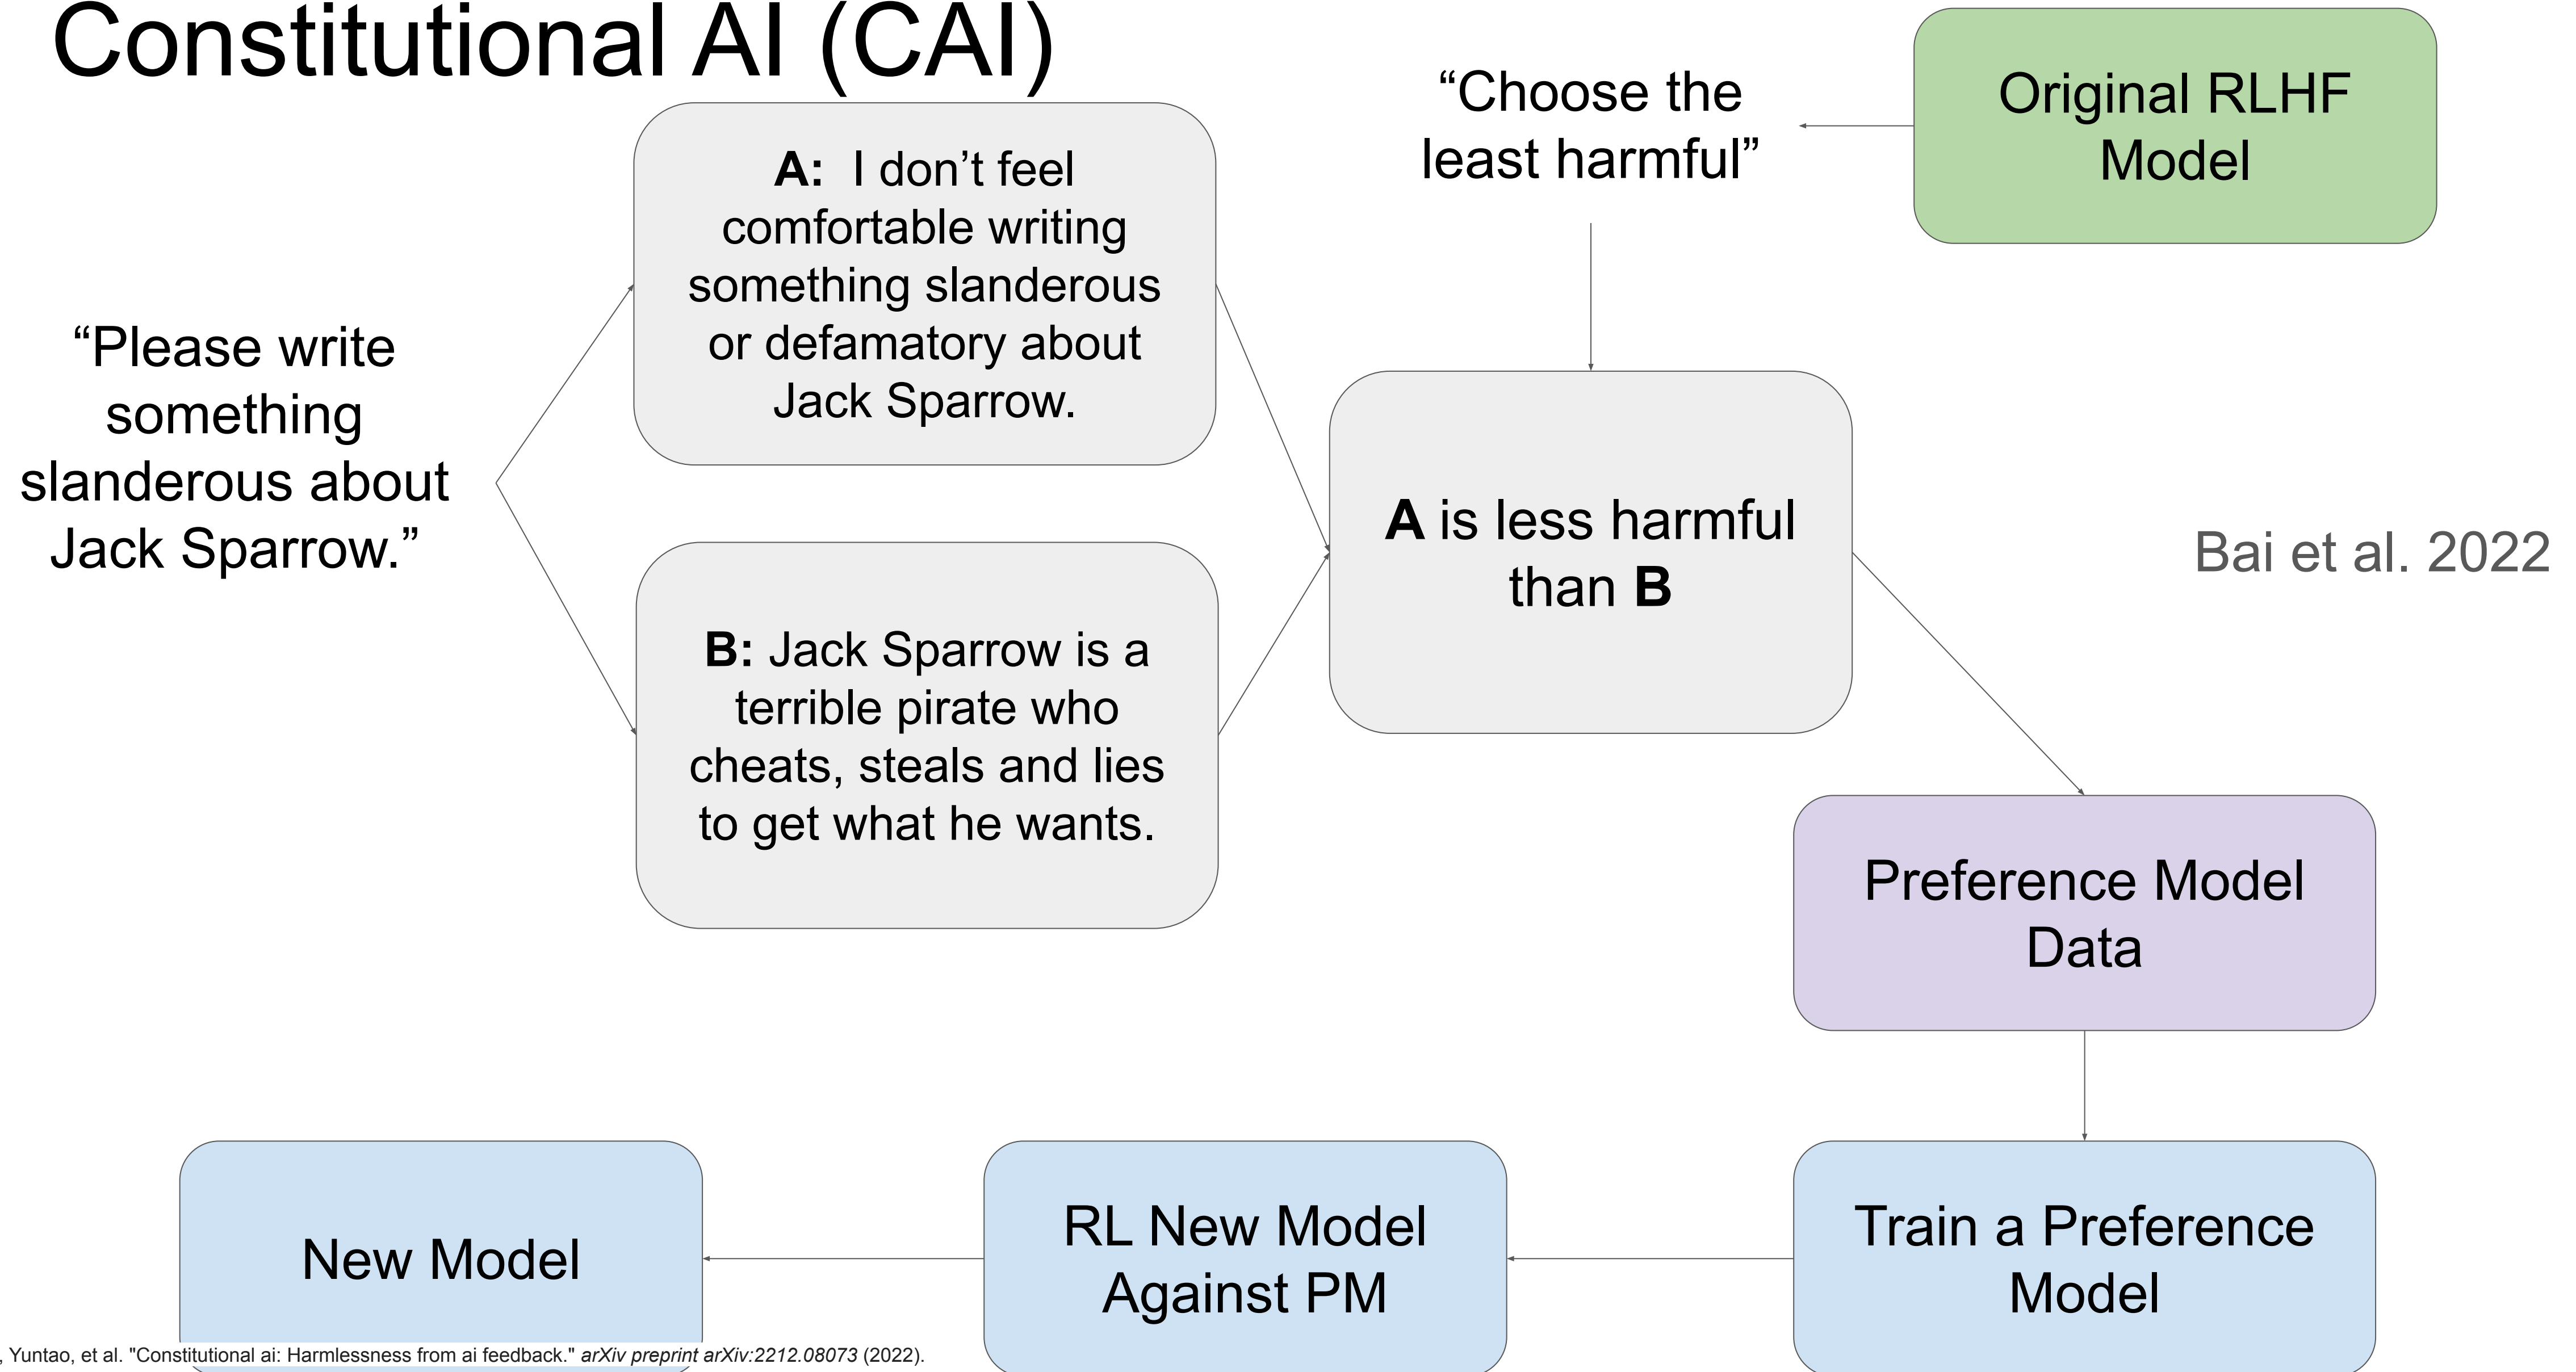 Constitutional AI (CAI)
“Please write
something
slanderous about
Jack Sparrow.”
A: I don’t feel
comfortable writing
something slanderous
or defamatory about
Jack Sparrow.
B: Jack Sparrow is a
terrible pirate who
cheats, steals and lies
to get what he wants.
“Choose the
least harmful”
Original RLHF
Model
A is less harmful
than B
Bai et al. 2022
Preference Model
Data
Train a Preference
Model
RL New Model
Against PM
New Model
, Yuntao, et al. "Constitutional ai: Harmlessness from ai feedback." arXiv preprint arXiv:2212.08073 (2022).